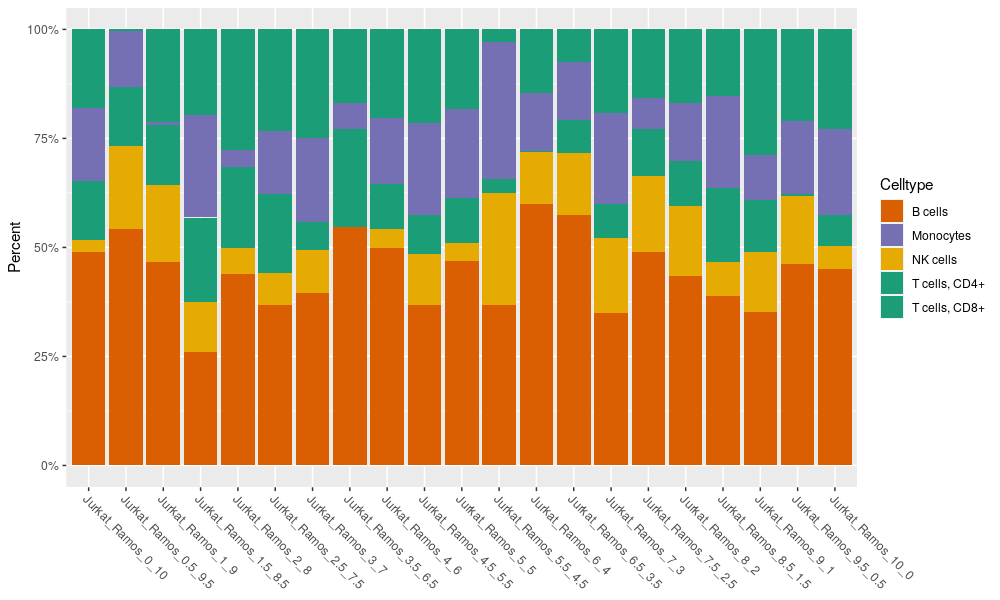 100%
75%
50%
25%
0%
Percent
Jurkat_Ramos_0_10
Jurkat_Ramos_0.5_9.5
Jurkat_Ramos_1_9
Jurkat_Ramos_1.5_8.5
Jurkat_Ramos_2_8
Jurkat_Ramos_2.5_7.5
Jurkat_Ramos_3_7
Jurkat_Ramos_3.5_6.5
Jurkat_Ramos_4_6
Jurkat_Ramos_4.5_5.5
Jurkat_Ramos_5_5
Jurkat_Ramos_5.5_4.5
Jurkat_Ramos_6_4
Jurkat_Ramos_6.5_3.5
Jurkat_Ramos_7_3
Jurkat_Ramos_7.5_2.5
Jurkat_Ramos_8_2
Jurkat_Ramos_8.5_1.5
Jurkat_Ramos_9_1
Jurkat_Ramos_9.5_0.5
Jurkat_Ramos_10_0
Celltype
B cells
Monocytes
NK cells
T cells, CD4+
T cells, CD8+